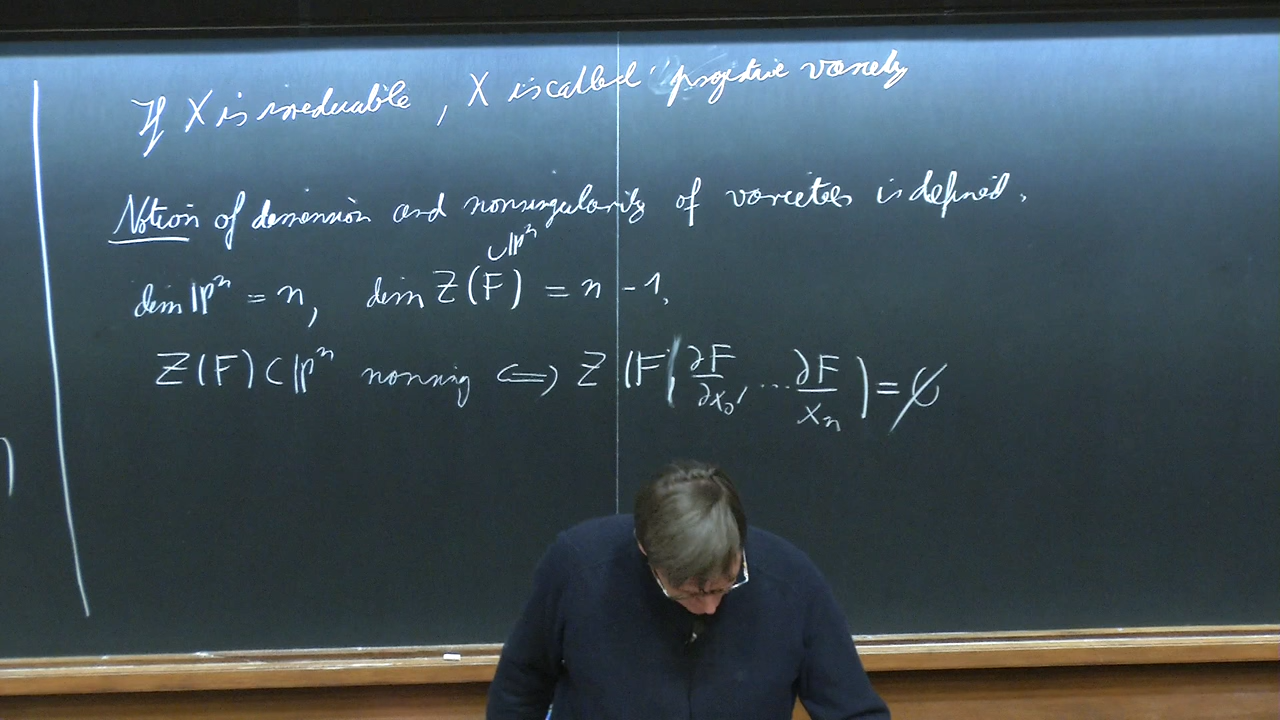 If X is irreducible, X is called projective variety
Notion of dimension and nonsingularity of varieties is defined.
⊂ℙⁿ
dim ℙⁿ = n, dim Z(F) = n - 1.
Z(F) ⊂ ℙⁿ nonsing ⟺ Z(F, ∂F/∂x₀, ... ∂F/xₙ) = ∅
)